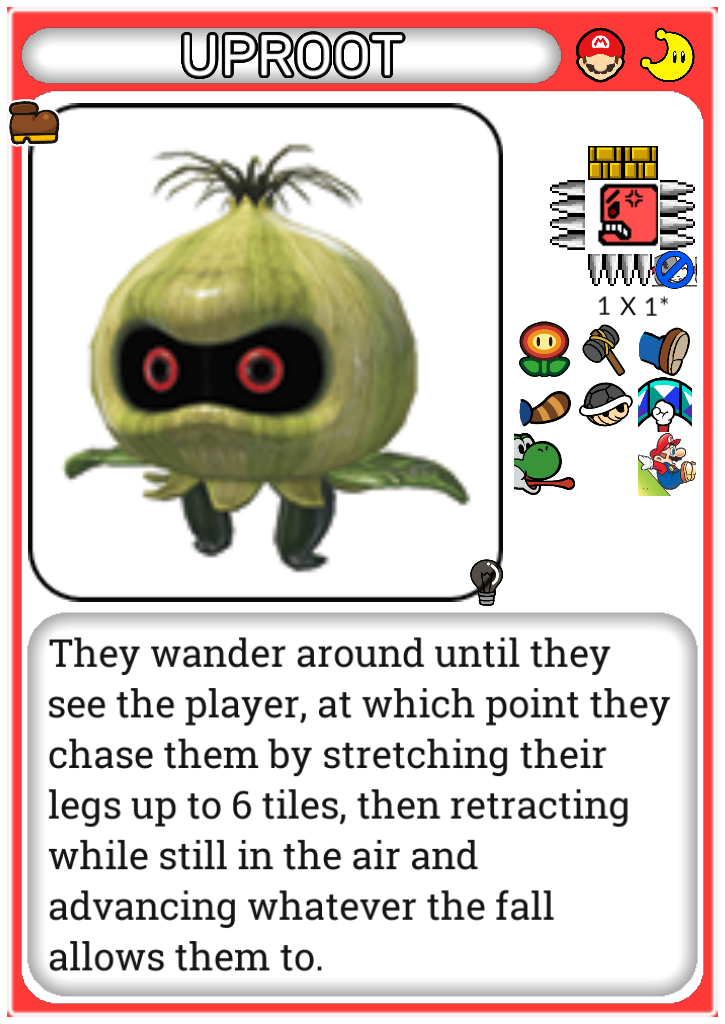 UPROOT
1 X 1*
They wander around until they
see the player, at which point they
chase them by stretching their
legs up to 6 tiles, then retracting
while still in the air and
advancing whatever the fall
allows them to.